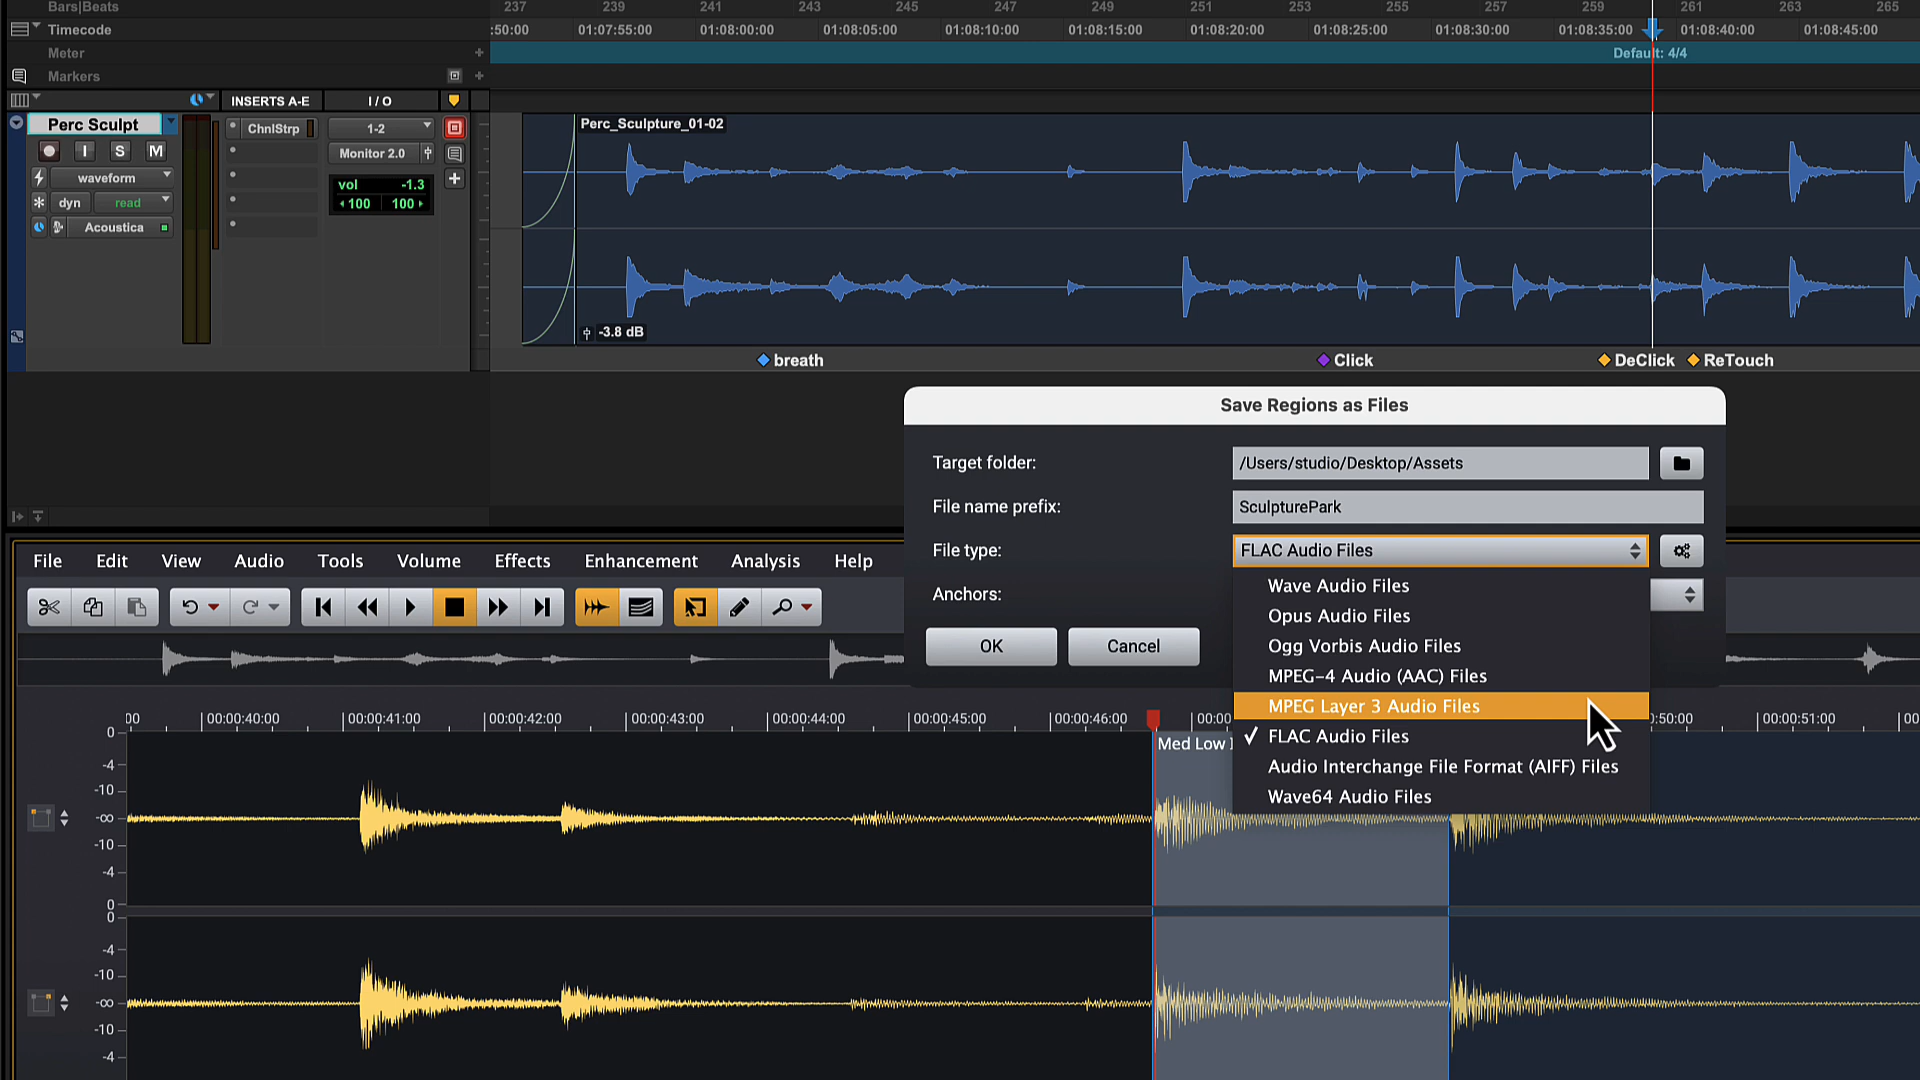 Bars|Beats
237 239 241 243 245 247 249 251 253 255 257 259 261 263 265
Timecode
:50:00 01:07:55:00 01:08:00:00 01:08:05:00 01:08:10:00 01:08:15:00 01:08:20:00 01:08:25:00 01:08:30:00 01:08:35:00 01:08:40:00 01:08:45:00
Meter
Default: 4/4
Markers
INSERTS A-E
I / O
Perc Sculpt
ChnlStrp
1-2
Perc_Sculpture_01-02
I S M
Monitor 2.0
waveform
vol -1.3
100 100
dyn read
Acoustica
-3.8 dB
breath
Click
DeClick
ReTouch
Save Regions as Files
Target folder:
/Users/studio/Desktop/Assets
File name prefix:
SculpturePark
File type:
FLAC Audio Files
Anchors:
OK
Cancel
Wave Audio Files
Opus Audio Files
Ogg Vorbis Audio Files
MPEG-4 Audio (AAC) Files
MPEG Layer 3 Audio Files
FLAC Audio Files
Audio Interchange File Format (AIFF) Files
Wave64 Audio Files
File Edit View Audio Tools Volume Effects Enhancement Analysis Help
00 00:00:40:00 00:00:41:00 00:00:42:00 00:00:43:00 00:00:44:00 00:00:45:00 00:00:46:00 00:00 :50:00 00:00:51:00 00
Med Low
0
-4
-10
-∞
-10
-4
0
0
-4
-10
-∞
-10
-4